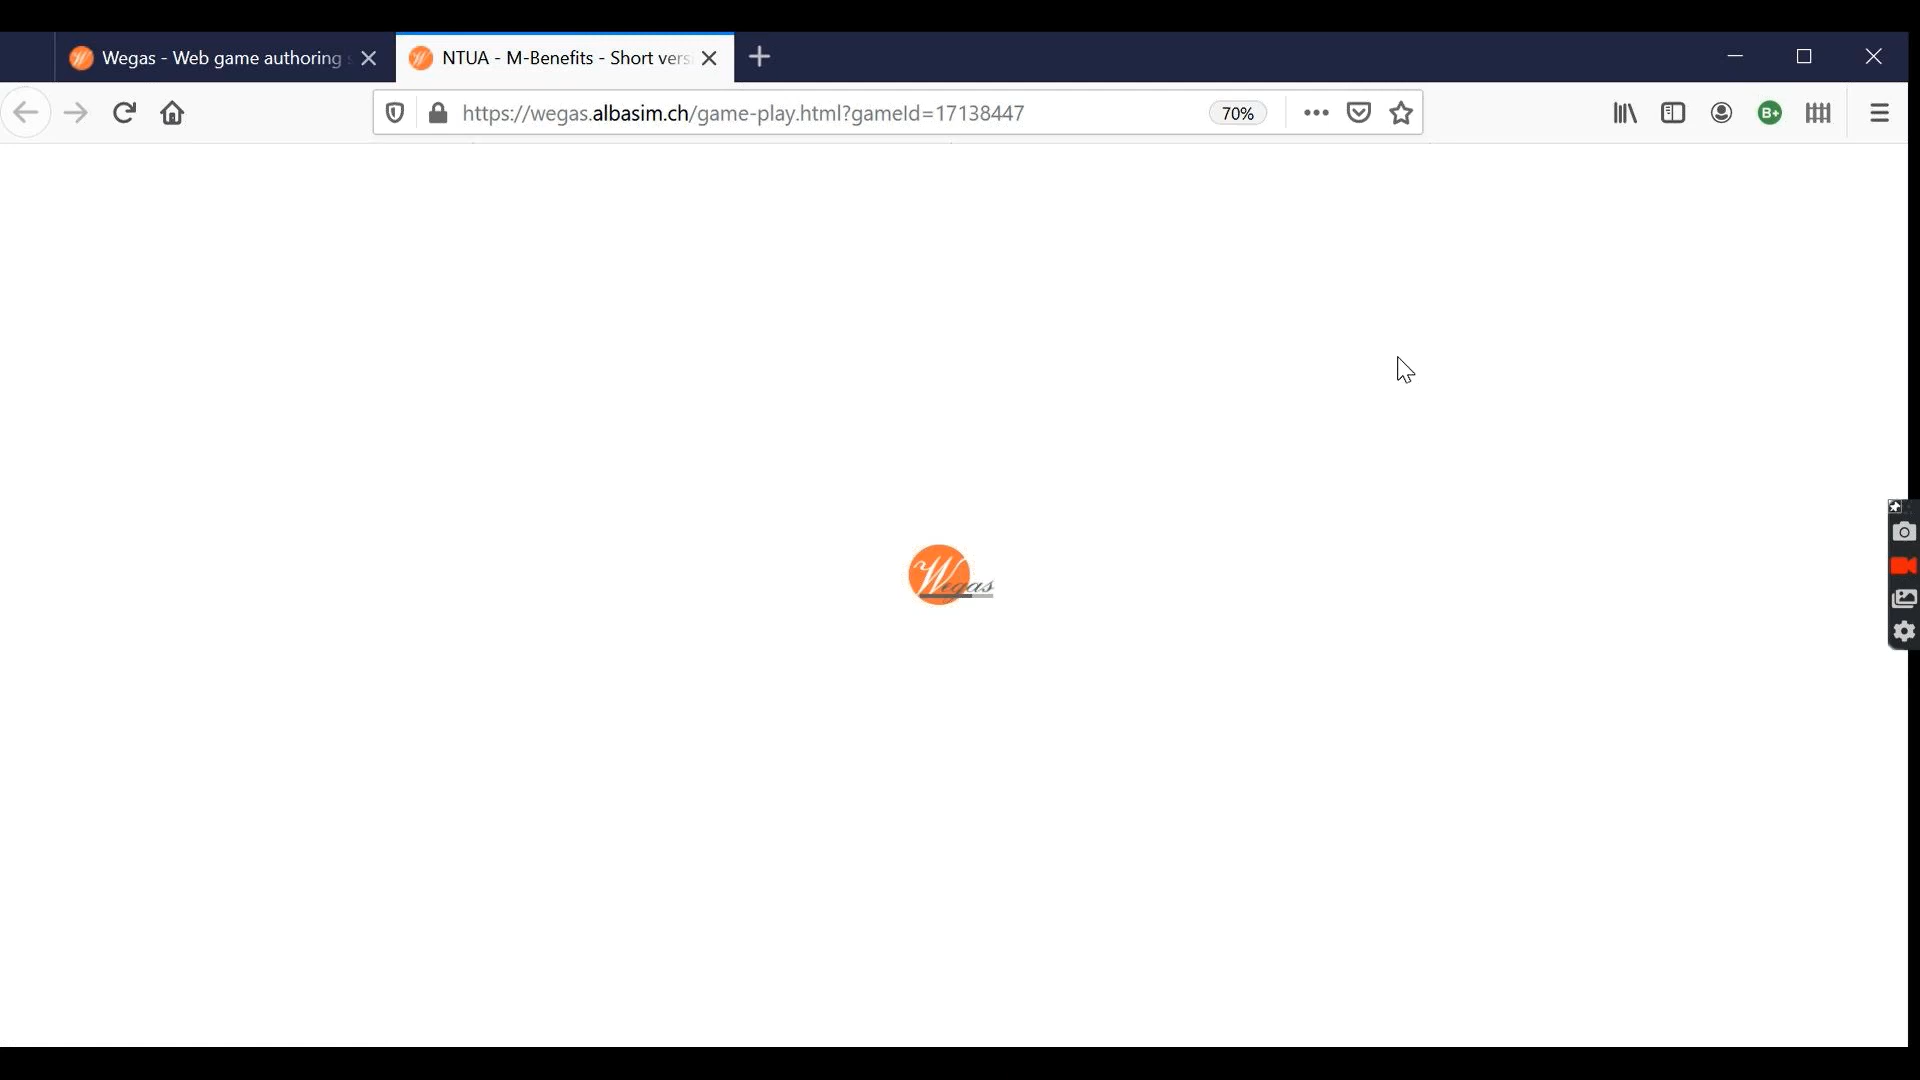 Wegas - Web game authoring s
NTUA - M-Benefits - Short vers
https://wegas.albasim.ch/game-play.html?gameId=17138447
70%
B+
Wegas